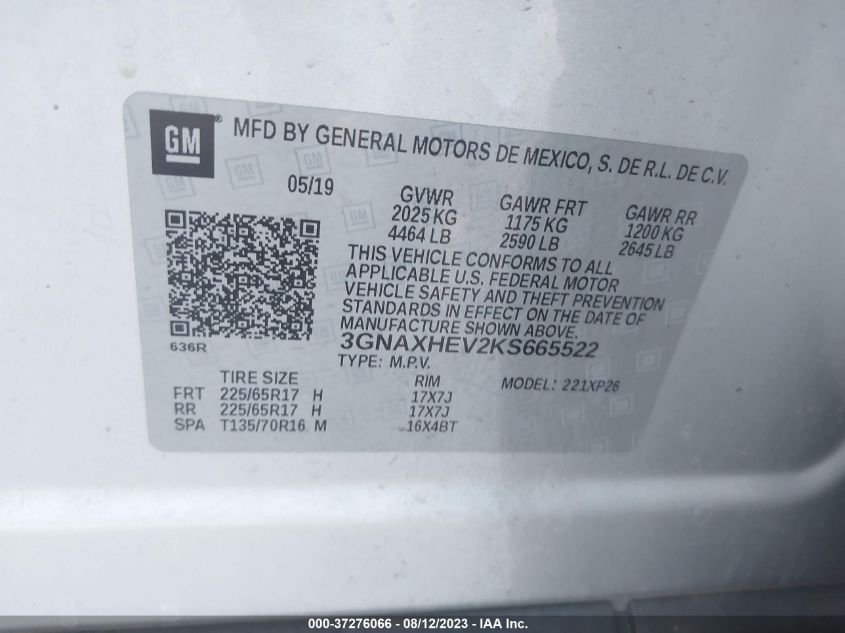 GM ® MFD BY GENERAL MOTORS DE MEXICO, S. DE R.L. DE C.V.
05/19
GVWR GAWR FRT GAWR RR
2025 KG 1175 KG 1200 KG
4464 LB 2590 LB 2645 LB
THIS VEHICLE CONFORMS TO ALL
APPLICABLE U.S. FEDERAL MOTOR
VEHICLE SAFETY AND THEFT PREVENTION
STANDARDS IN EFFECT ON THE DATE OF
MANUFACTURE SHOWN ABOVE.
636R
3GNAXHEV2KS665522
TYPE: M.P.V.
TIRE SIZE RIM MODEL: 221XP26
FRT 225/65R17 H 17X7J
RR 225/65R17 H 17X7J
SPA T135/70R16 M 16X4BT
000-37276066 - 08/12/2023 - IAA Inc.